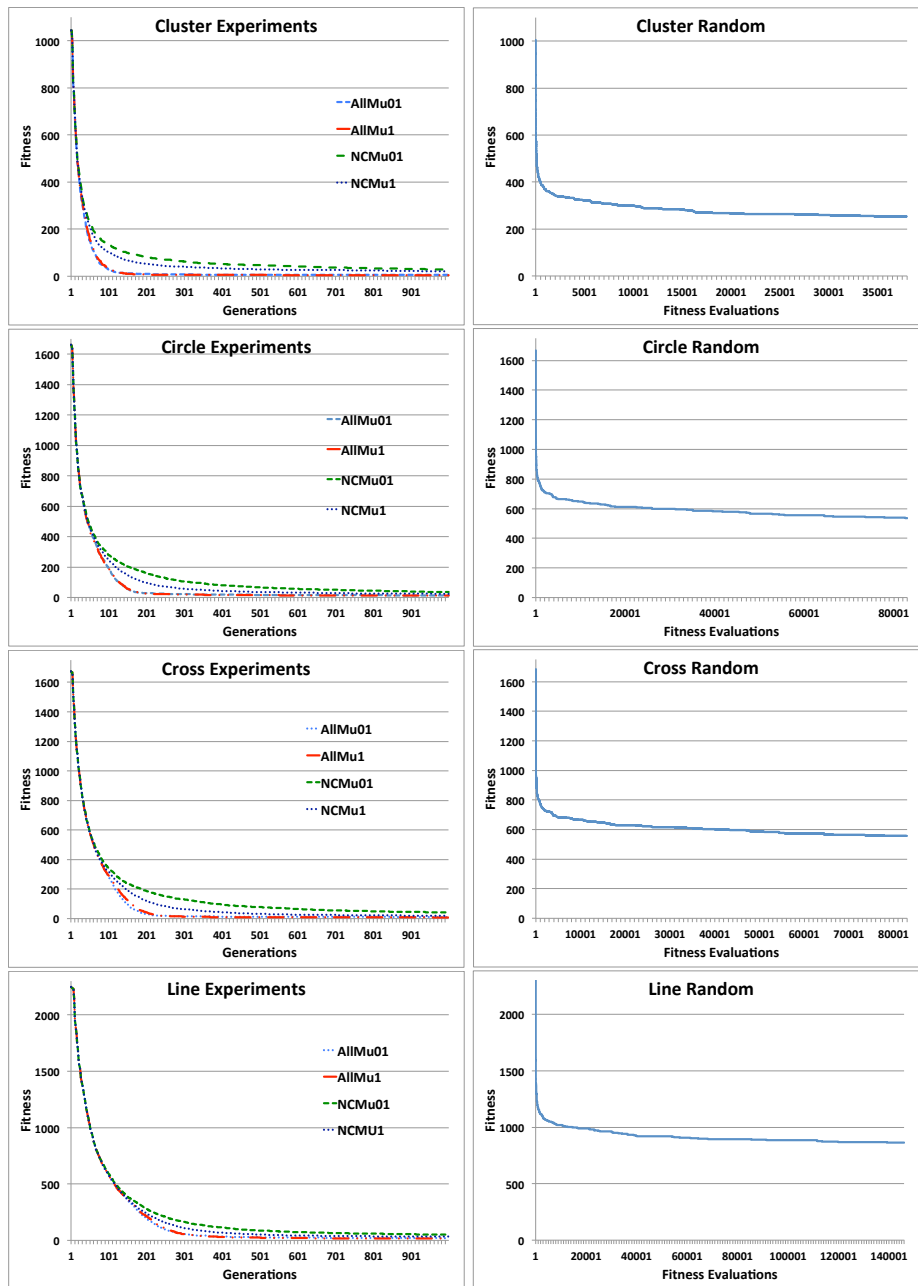 Cluster Experiments
Fitness
1000
800
600
400
200
0
AllMu01
AllMu1
NCMu01
NCMu1
1 101 201 301 401 501 601 701 801 901
Generations
Cluster Random
Fitness
1000
800
600
400
200
0
1 5001 10001 15001 20001 25001 30001 35001
Fitness Evaluations
Circle Experiments
Fitness
1600
1400
1200
1000
800
600
400
200
0
AllMu01
AllMu1
NCMu01
NCMu1
1 101 201 301 401 501 601 701 801 901
Generations
Circle Random
Fitness
1600
1400
1200
1000
800
600
400
200
0
1 20001 40001 60001 80001
Fitness Evaluations
Cross Experiments
Fitness
1600
1400
1200
1000
800
600
400
200
0
AllMu01
AllMu1
NCMu01
NCMu1
1 101 201 301 401 501 601 701 801 901
Generations
Cross Random
Fitness
1600
1400
1200
1000
800
600
400
200
0
1 10001 20001 30001 40001 50001 60001 70001 80001
Fitness Evaluations
Line Experiments
Fitness
2000
1500
1000
500
0
AllMu01
AllMu1
NCMu01
NCMU1
1 101 201 301 401 501 601 701 801 901
Generations
Line Random
Fitness
2000
1500
1000
500
0
1 20001 40001 60001 80001 100001 120001 140001
Fitness Evaluations